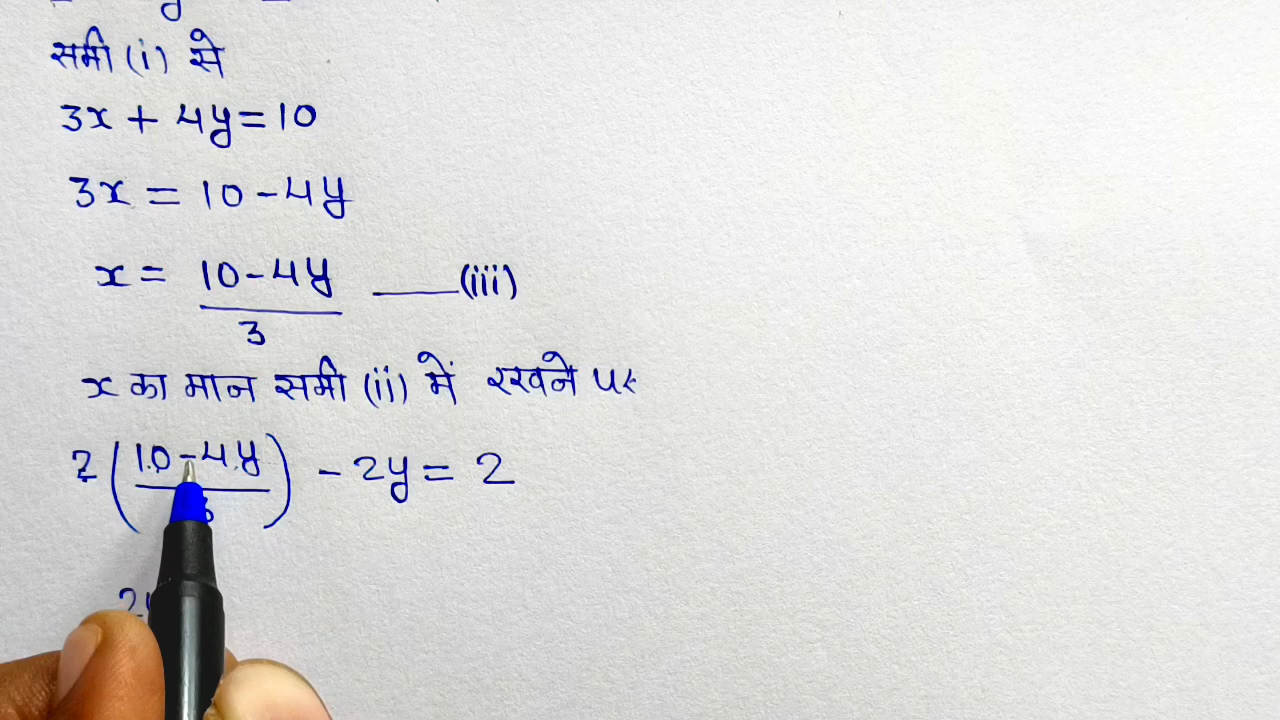 समी (i) से
3x + 4y = 10
3x = 10 - 4y
x = 10 - 4y / 3 ——(iii)
x का मान समी (ii) में रखने पर
2 (10 - 4y / 3) - 2y = 2